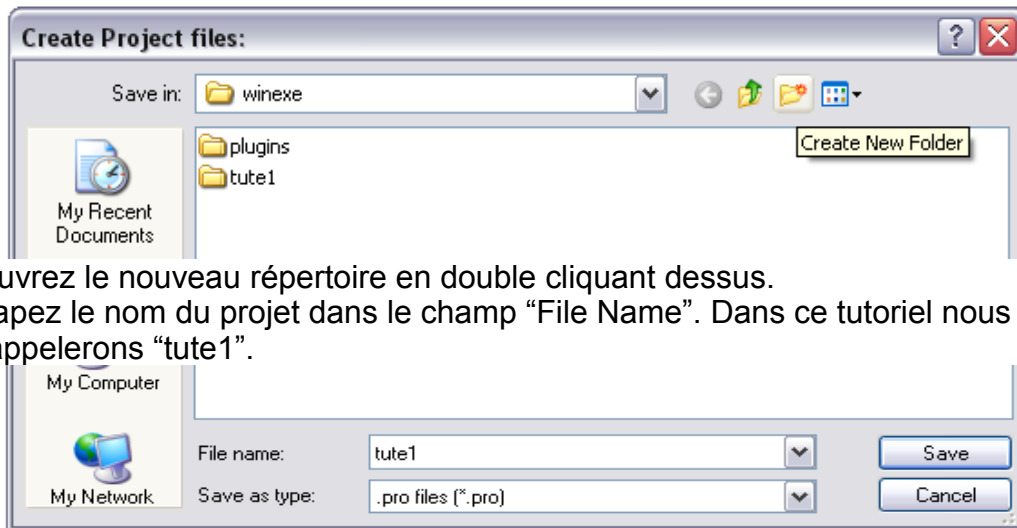 Create Project files:
Save in: winexe
Create New Folder
plugins
tute1
My Recent
Documents
uvrez le nouveau répertoire en double cliquant dessus.
apez le nom du projet dans le champ “File Name”. Dans ce tutoriel nous
appelerons “tute1”.
My Computer
File name: tute1 Save
My Network Save as type: .pro files (*.pro) Cancel